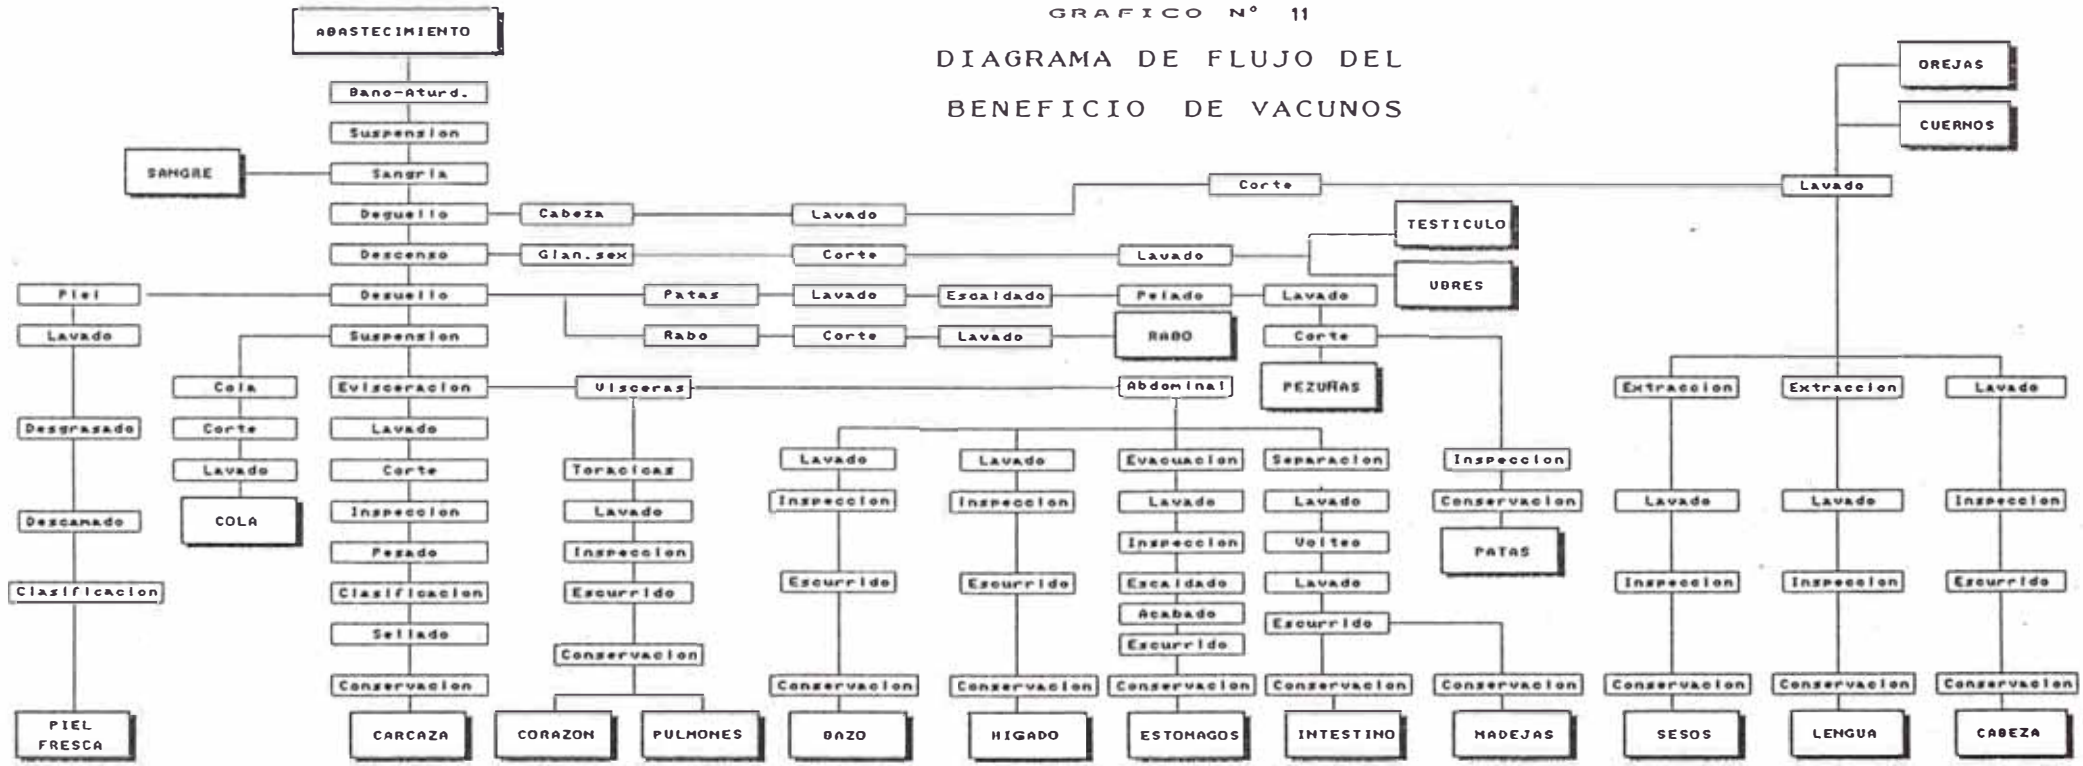 GRAFICO Nº 11
DIAGRAMA DE FLUJO DEL
BENEFICIO DE VACUNOS
ABASTECIMIENTO
Bano-Aturd.
Suspension
SANGRE
Sangria
Deguello
Cabeza
Lavado
Corte
Lavado
OREJAS
CUERNOS
Descenso
Glan.sex
Corte
Lavado
TESTICULO
UBRES
Piel
Desuello
Patas
Lavado
Escaldado
Pelado
Lavado
Lavado
Suspension
Rabo
Corte
Lavado
RABO
Corte
Cola
Evisceracion
Visceras
Abdominal
PEZUÑAS
Extraccion
Extraccion
Lavado
Desgrasado
Corte
Lavado
Lavado
Corte
Toracicas
Lavado
Lavado
Evacuacion
Separacion
Inspeccion
COLA
Inspeccion
Lavado
Inspeccion
Inspeccion
Lavado
Lavado
Conservacion
Lavado
Lavado
Inspeccion
Descamado
Pesado
Inspeccion
Inspeccion
Volteo
PATAS
Clasificacion
Clasificacion
Escurrido
Escurrido
Escurrido
Escaldado
Lavado
Inspeccion
Inspeccion
Escurrido
Sellado
Acabado
Escurrido
Conservacion
Escurrido
Conservacion
Conservacion
Conservacion
Conservacion
Conservacion
Conservacion
Conservacion
Conservacion
Conservacion
PIEL
FRESCA
CARCAZA
CORAZON
PULMONES
BAZO
HIGADO
ESTOMAGOS
INTESTINO
MADEJAS
SESOS
LENGUA
CABEZA